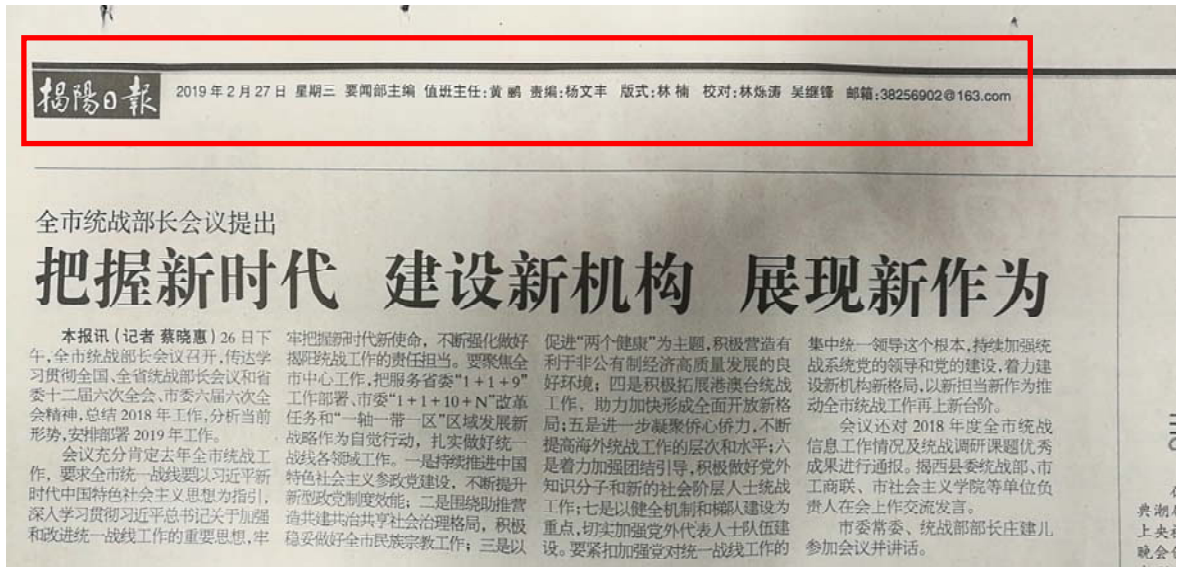 揭陽日報
2019年2月27日 星期三 要闻部主编 值班主任:黄 鹂 责编:杨文丰 版式:林 楠 校对:林烁涛 吴继锋 邮箱:38256902@163.com
全市统战部长会议提出
把握新时代 建设新机构 展现新作为
本报讯(记者 蔡晓惠)26日下
午,全市统战部长会议召开,传达学
习贯彻全国、全省统战部长会议和省
委十二届六次全会、市委六届六次全
会精神,总结2018年工作,分析当前
形势,安排部署2019年工作。
会议充分肯定去年全市统战工
作,要求全市统一战线要以习近平新
时代中国特色社会主义思想为指引,
深入学习贯彻习近平总书记关于加强
和改进统一战线工作的重要思想,牢
牢把握新时代新使命,不断强化做好
揭阳统战工作的责任担当。要聚焦全
市中心工作,把服务省委“1+1+9”
工作部署、市委“1+1+10+N”改革
任务和“一轴一带一区”区域发展新
战略作为自觉行动,扎实做好统一
战线各领域工作。一是持续推进中国
特色社会主义参政党建设,不断提升
新型政党制度效能;二是围绕助推营
造共建共治共享社会治理格局,积极
稳妥做好全市民族宗教工作;三是以
促进“两个健康”为主题,积极营造有
利于非公有制经济高质量发展的良
好环境;四是积极拓展港澳台统战
工作,助力加快形成全面开放新格
局;五是进一步凝聚侨心侨力,不断
提高海外统战工作的层次和水平;六
是着力加强团结引导,积极做好党外
知识分子和新的社会阶层人士统战
工作;七是以健全机制和梯队建设为
重点,切实加强党外代表人士队伍建
设。要紧扣加强党对统一战线工作的
集中统一领导这个根本,持续加强统
战系统党的领导和党的建设,着力建
设新机构新格局,以新担当新作为推
动全市统战工作再上新台阶。
会议还对2018年度全市统战
信息工作情况及统战调研课题优秀
成果进行通报。揭西县委统战部、市
工商联、市社会主义学院等单位负
责人在会上作交流发言。
市委常委、统战部部长庄建儿
参加会议并讲话。
典潮
上央
晚会